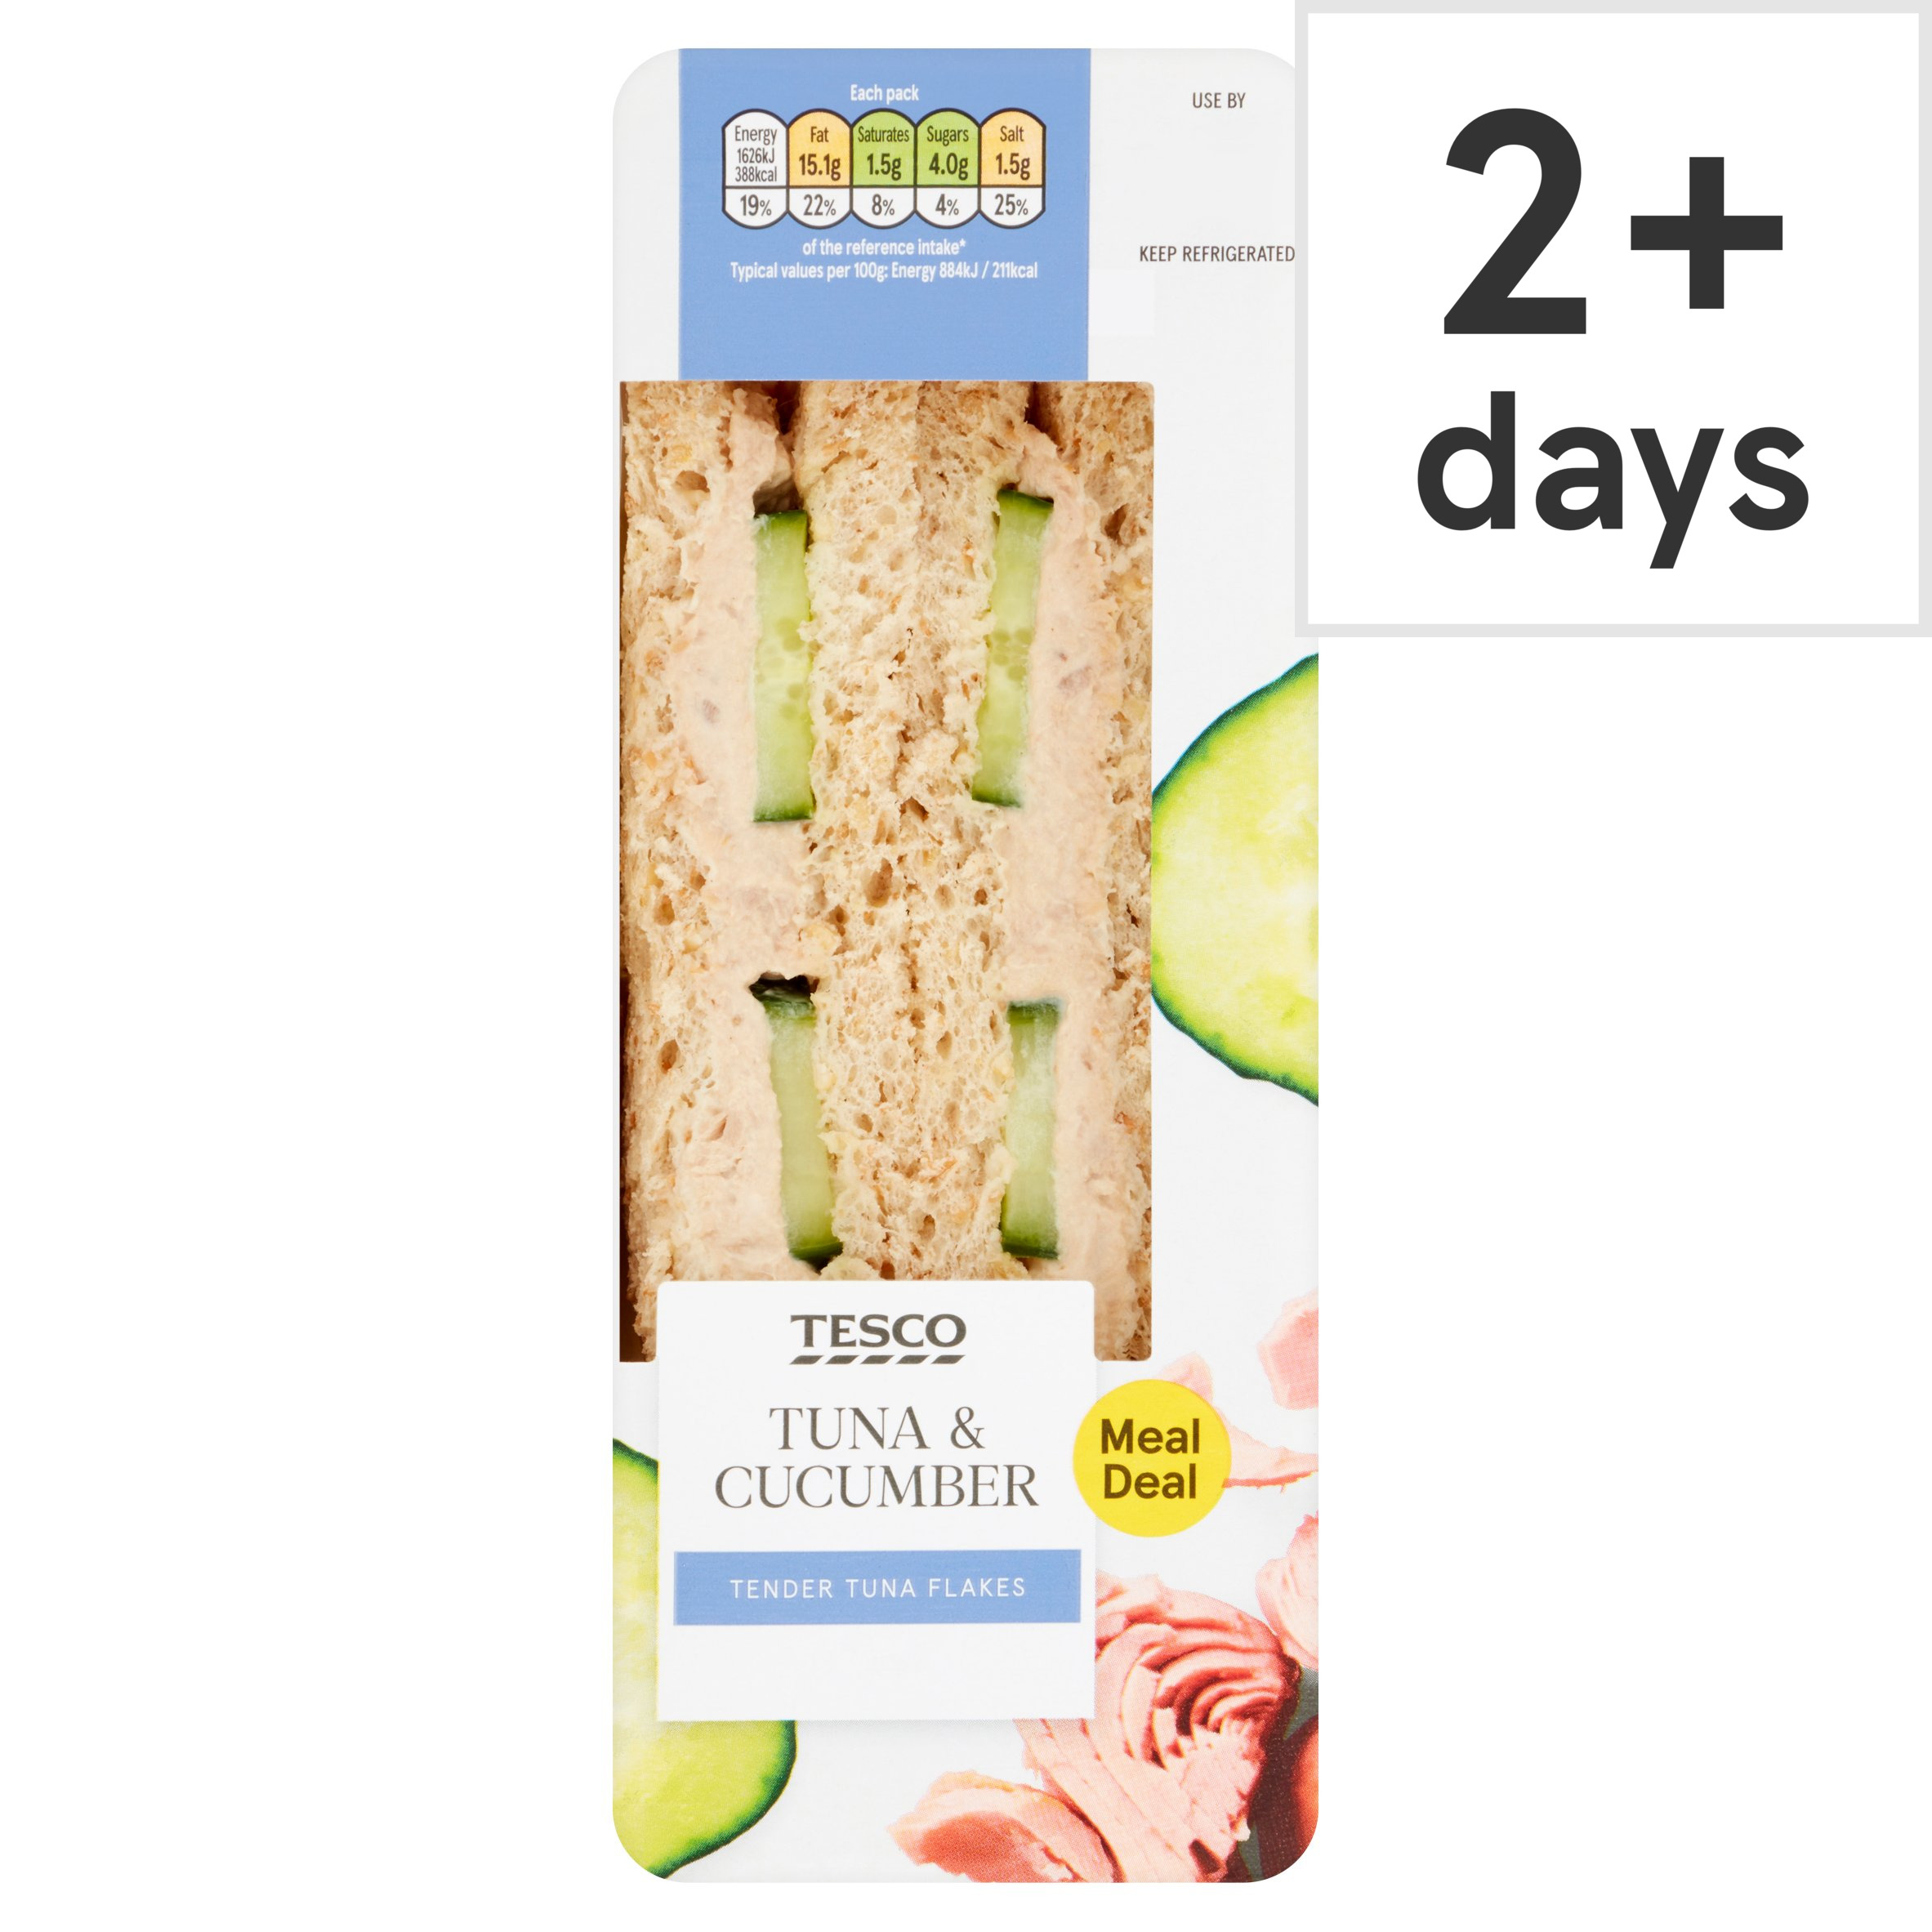 Each pack
Energy
1626kJ
388kcal
19%
Fat
15.1g
22%
Saturates
1.5g
8%
Sugars
4.0g
4%
Salt
1.5g
25%
of the reference intake*
Typical values per 100g: Energy 884kJ / 211kcal
USE BY
KEEP REFRIGERATED
2+
days
TESCO
TUNA &
CUCUMBER
TENDER TUNA FLAKES
Meal
Deal